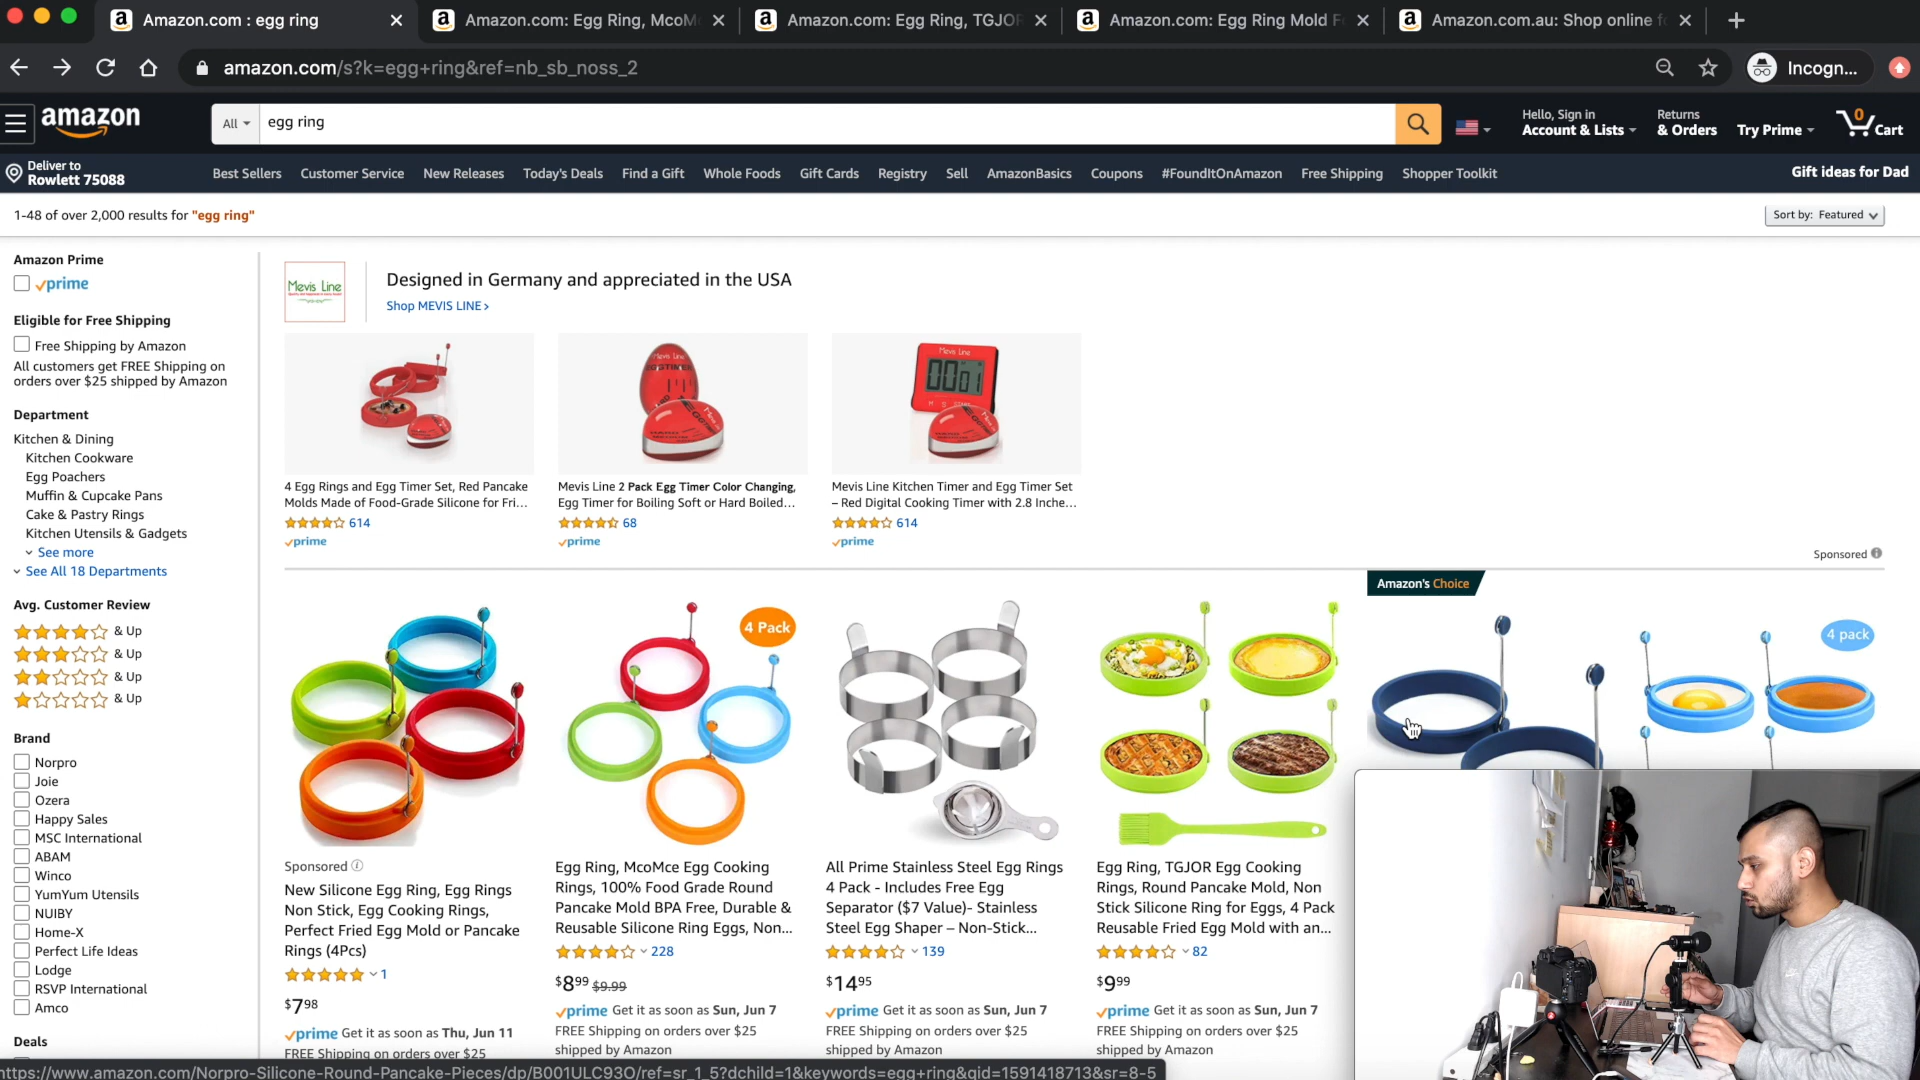 Amazon.com : egg ring
Amazon.com: Egg Ring, McoM
Amazon.com: Egg Ring, TGJOR
Amazon.com: Egg Ring Mold F
Amazon.com.au: Shop online f
amazon.com/s?k=egg+ring&ref=nb_sb_noss_2
Incogn...
amazon
All
egg ring
Hello, Sign in
Account & Lists
Returns
& Orders
Try Prime
0
Cart
Deliver to
Rowlett 75088
Best Sellers
Customer Service
New Releases
Today's Deals
Find a Gift
Whole Foods
Gift Cards
Registry
Sell
AmazonBasics
Coupons
#FoundItOnAmazon
Free Shipping
Shopper Toolkit
Gift ideas for Dad
1-48 of over 2,000 results for "egg ring"
Sort by: Featured
Amazon Prime
prime
Eligible for Free Shipping
Free Shipping by Amazon
All customers get FREE Shipping on
orders over $25 shipped by Amazon
Department
Kitchen & Dining
Kitchen Cookware
Egg Poachers
Muffin & Cupcake Pans
Cake & Pastry Rings
Kitchen Utensils & Gadgets
See more
See All 18 Departments
Avg. Customer Review
& Up
& Up
& Up
& Up
Brand
Norpro
Joie
Ozera
Happy Sales
MSC International
ABAM
Winco
YumYum Utensils
NUIBY
Home-X
Perfect Life Ideas
Lodge
RSVP International
Amco
Deals
Mevis Line
Designed in Germany and appreciated in the USA
Shop MEVIS LINE ›
4 Egg Rings and Egg Timer Set, Red Pancake
Molds Made of Food-Grade Silicone for Fri...
614
prime
Mevis Line 2 Pack Egg Timer Color Changing,
Egg Timer for Boiling Soft or Hard Boiled...
68
prime
Mevis Line
Mevis Line Kitchen Timer and Egg Timer Set
– Red Digital Cooking Timer with 2.8 Inche...
614
prime
Sponsored
Amazon's Choice
4 Pack
4 pack
Sponsored
New Silicone Egg Ring, Egg Rings
Non Stick, Egg Cooking Rings,
Perfect Fried Egg Mold or Pancake
Rings (4Pcs)
1
$798
prime Get it as soon as Thu, Jun 11
FREE Shipping on orders over $25
Egg Ring, McoMce Egg Cooking
Rings, 100% Food Grade Round
Pancake Mold BPA Free, Durable &
Reusable Silicone Ring Eggs, Non...
228
$899 $9.99
prime Get it as soon as Sun, Jun 7
FREE Shipping on orders over $25
shipped by Amazon
All Prime Stainless Steel Egg Rings
4 Pack - Includes Free Egg
Separator ($7 Value)- Stainless
Steel Egg Shaper – Non-Stick...
139
$1495
prime Get it as soon as Sun, Jun 7
FREE Shipping on orders over $25
shipped by Amazon
Egg Ring, TGJOR Egg Cooking
Rings, Round Pancake Mold, Non
Stick Silicone Ring for Eggs, 4 Pack
Reusable Fried Egg Mold with an...
82
$999
prime Get it as soon as Sun, Jun 7
FREE Shipping on orders over $25
shipped by Amazon
https://www.amazon.com/Norpro-Silicone-Round-Pancake-Pieces/dp/B001ULC93O/ref=sr_1_5?dchild=1&keywords=egg+ring&qid=1591418713&sr=8-5